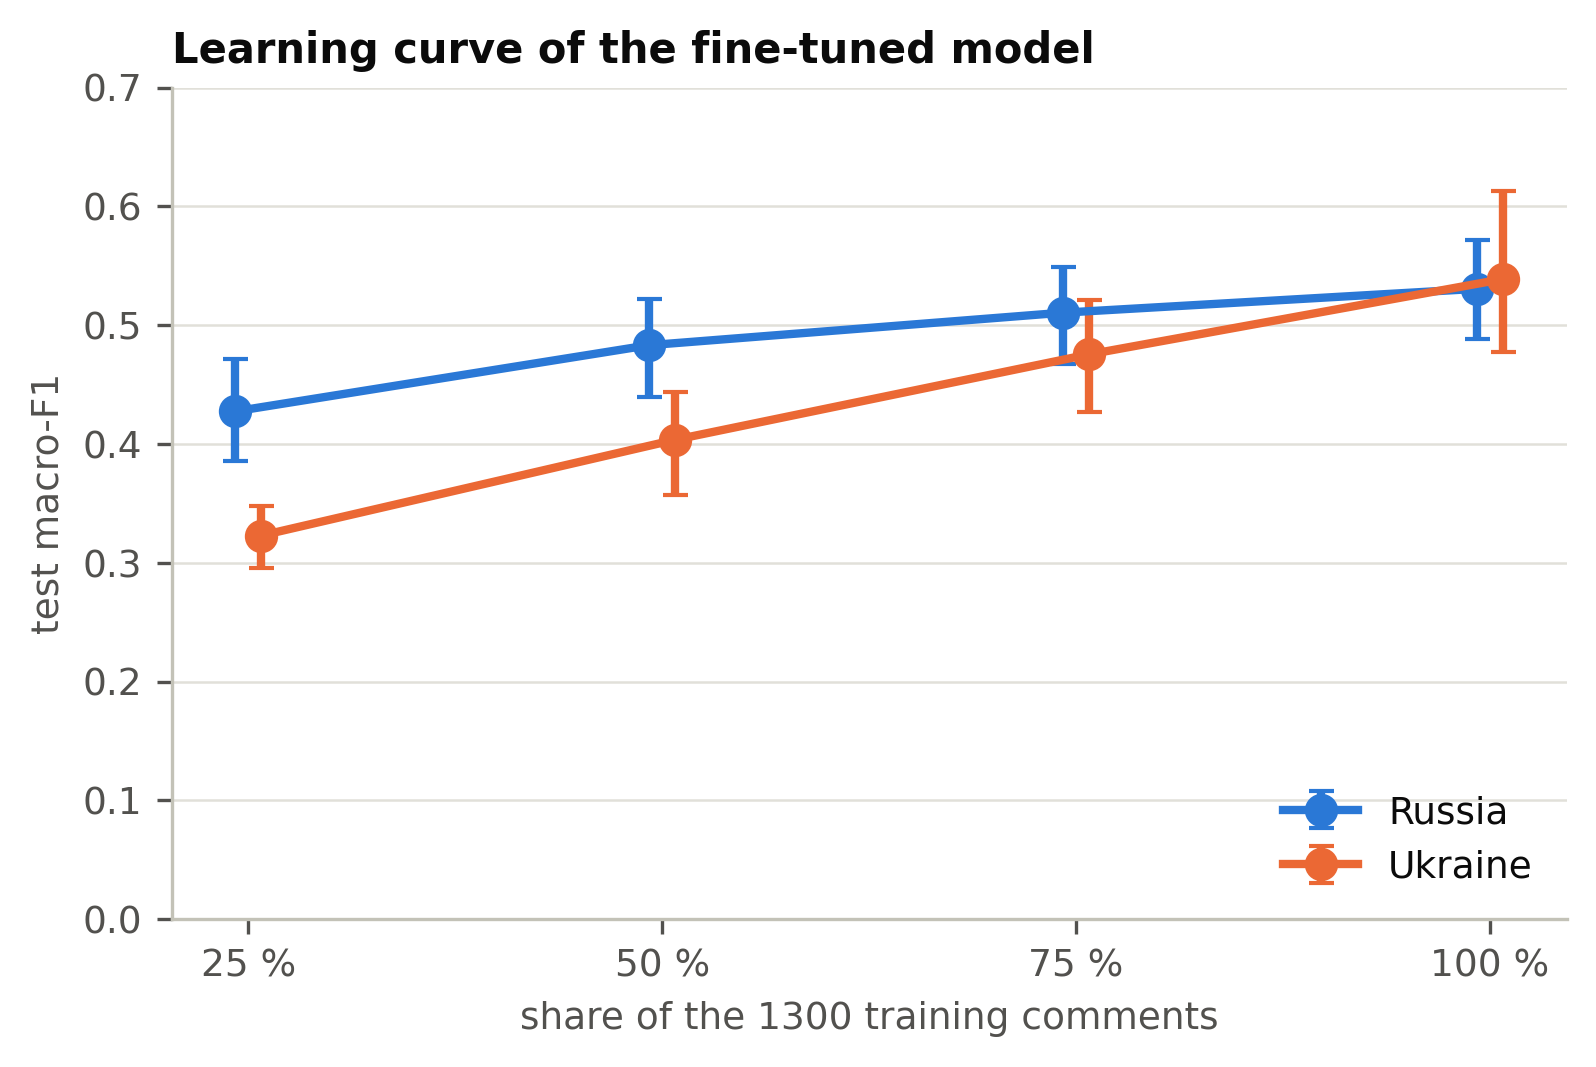 Learning curve of the fine-tuned model
0.7
0.6
0.5
0.4
0.3
0.2
0.1
0.0
test macro-F1
Russia
Ukraine
25 %
50 %
75 %
100 %
share of the 1300 training comments